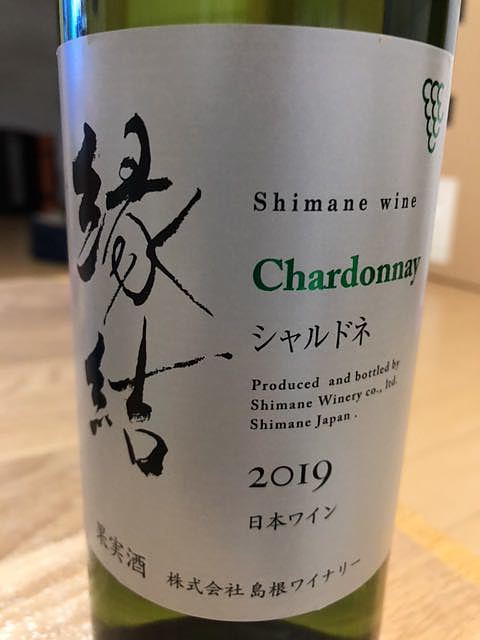 縁結
Shimane wine
Chardonnay
シャルドネ
Produced and bottled by
Shimane Winery co., ltd.
Shimane Japan .
2019
日本ワイン
果実酒
株式会社 島根ワイナリー